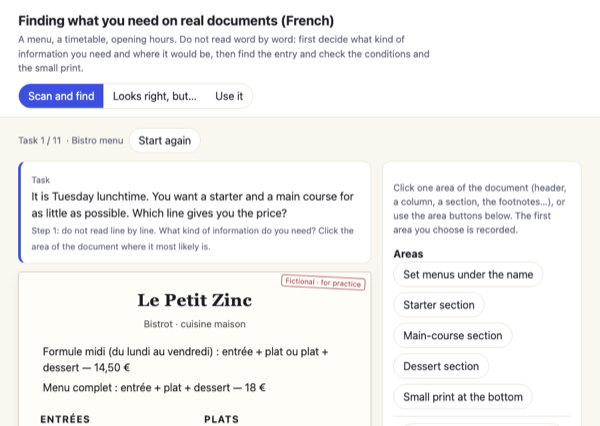 Finding what you need on real documents (French)
A menu, a timetable, opening hours. Do not read word by word: first decide what kind of
information you need and where it would be, then find the entry and check the conditions and
the small print.
Scan and find
Looks right, but...
Use it
Task 1 / 11 · Bistro menu
Start again
Task
It is Tuesday lunchtime. You want a starter and a main course for
as little as possible. Which line gives you the price?
Step 1: do not read line by line. What kind of information do you need? Click the
area of the document where it most likely is.
Fictional · for practice
Le Petit Zinc
Bistrot · cuisine maison
Formule midi (du lundi au vendredi) : entrée + plat ou plat +
dessert — 14,50 €
Menu complet : entrée + plat + dessert — 18 €
ENTRÉES
PLATS
Click one area of the document (header,
a column, a section, the footnotes...), or
use the area buttons below. The first
area you choose is recorded.
Areas
Set menus under the name
Starter section
Main-course section
Dessert section
Small print at the bottom